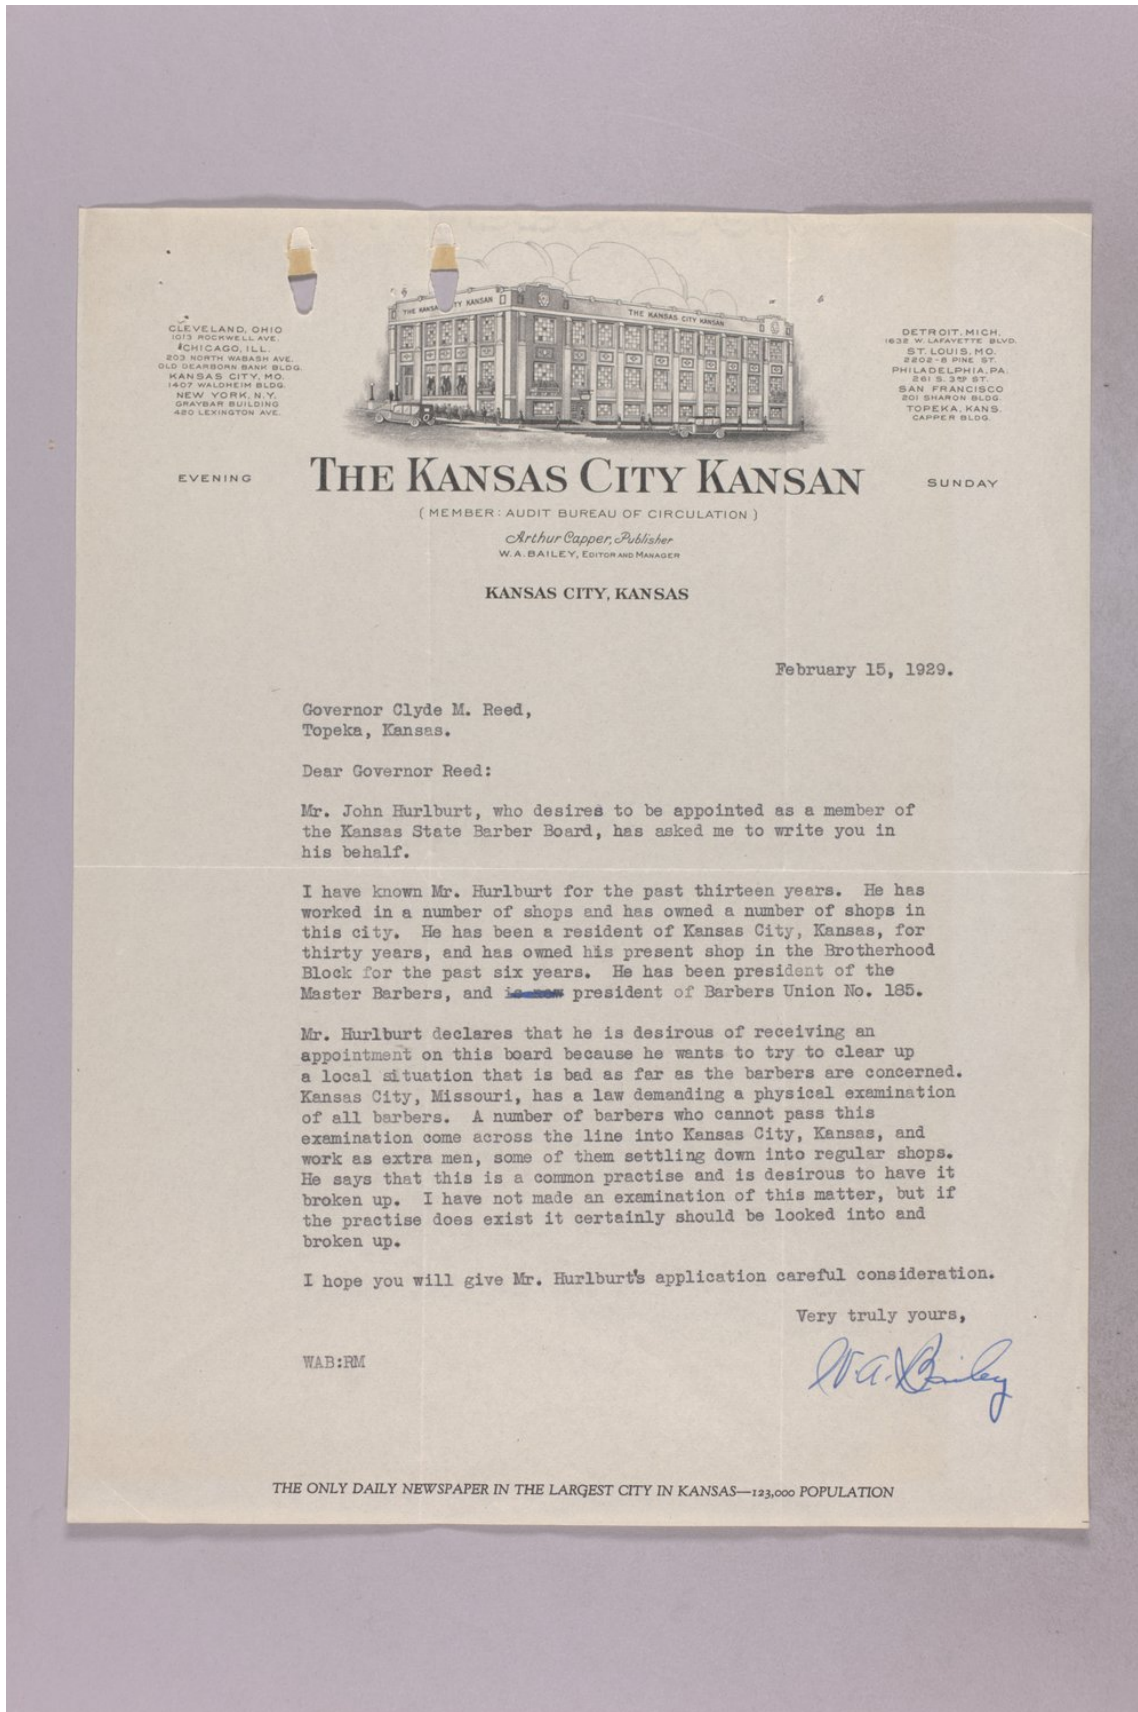 THE KANSAS CITY KANSAN
THE KANSAS CITY KANSAN
CLEVELAND, OHIO
1013 ROCKWELL AVE.
CHICAGO, ILL.
203 NORTH WABASH AVE.
OLD DEARBORN BANK BLDG.
KANSAS CITY, MO.
1407 WALDHEIM BLDG.
NEW YORK, N.Y.
GRAYBAR BUILDING
420 LEXINGTON AVE.
DETROIT, MICH.
1632 W. LAFAYETTE BLVD.
ST. LOUIS, MO.
2202-8 PINE ST.
PHILADELPHIA, PA.
261 S. 3RD ST.
SAN FRANCISCO
201 SHARON BLDG.
TOPEKA, KANS.
CAPPER BLDG.
EVENING
THE KANSAS CITY KANSAN
SUNDAY
(MEMBER: AUDIT BUREAU OF CIRCULATION)
Arthur Capper, Publisher
W.A. BAILEY, EDITOR AND MANAGER
KANSAS CITY, KANSAS
February 15, 1929.
Governor Clyde M. Reed,
Topeka, Kansas.
Dear Governor Reed:
Mr. John Hurlburt, who desires to be appointed as a member of
the Kansas State Barber Board, has asked me to write you in
his behalf.
I have known Mr. Hurlburt for the past thirteen years. He has
worked in a number of shops and has owned a number of shops in
this city. He has been a resident of Kansas City, Kansas, for
thirty years, and has owned his present shop in the Brotherhood
Block for the past six years. He has been president of the
Master Barbers, and is now president of Barbers Union No. 185.
Mr. Hurlburt declares that he is desirous of receiving an
appointment on this board because he wants to try to clear up
a local situation that is bad as far as the barbers are concerned.
Kansas City, Missouri, has a law demanding a physical examination
of all barbers. A number of barbers who cannot pass this
examination come across the line into Kansas City, Kansas, and
work as extra men, some of them settling down into regular shops.
He says that this is a common practise and is desirous to have it
broken up. I have not made an examination of this matter, but if
the practise does exist it certainly should be looked into and
broken up.
I hope you will give Mr. Hurlburt's application careful consideration.
Very truly yours,
WAB:RM
W.A. Bailey
THE ONLY DAILY NEWSPAPER IN THE LARGEST CITY IN KANSAS—123,000 POPULATION